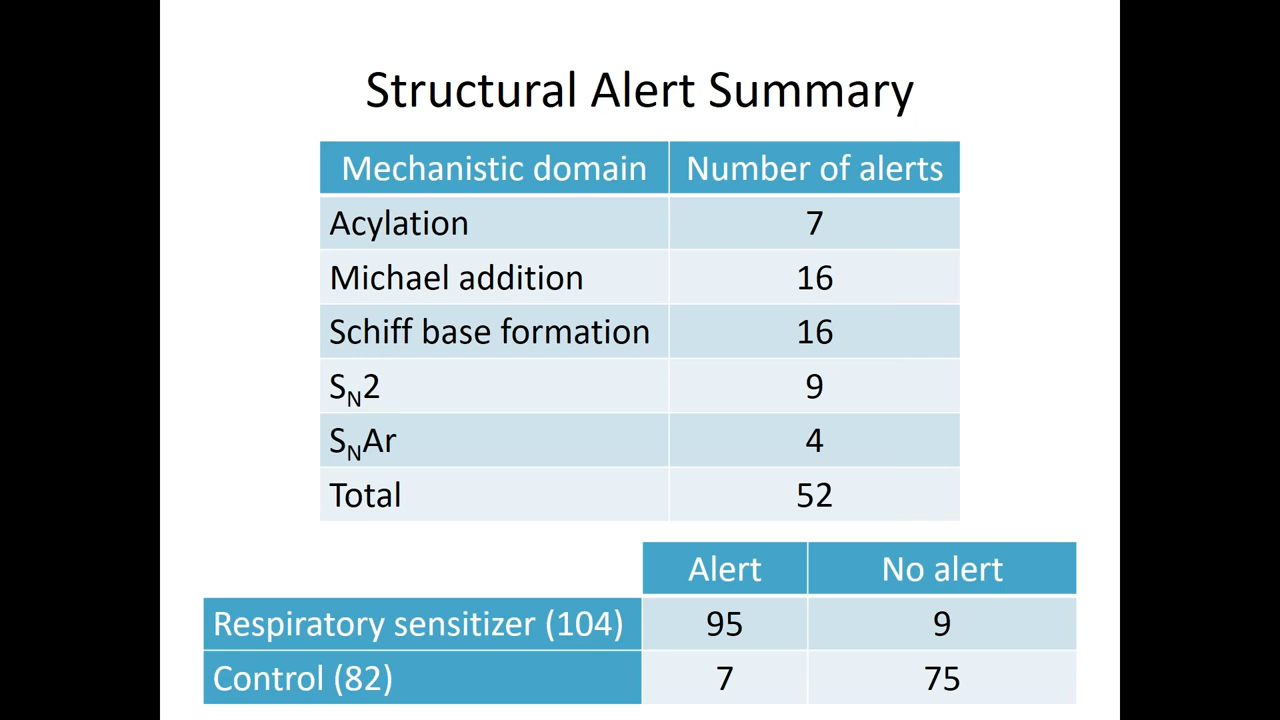 Structural Alert Summary
Mechanistic domain Number of alerts
Acylation 7
Michael addition 16
Schiff base formation 16
SN2 9
SNAr 4
Total 52
Alert No alert
Respiratory sensitizer (104) 95 9
Control (82) 7 75